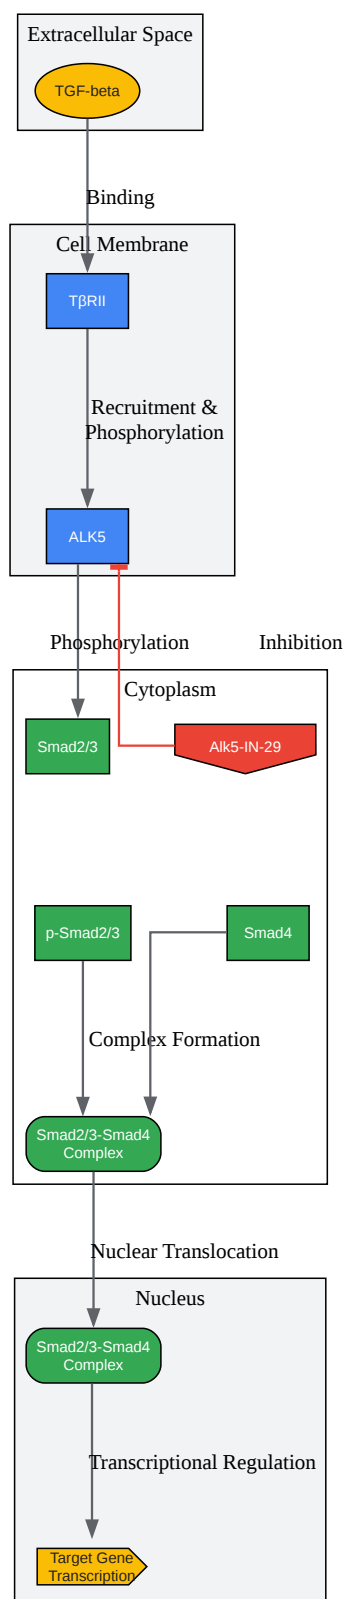 Extracellular Space
TGF-beta
Binding
Cell Membrane
TβRII
Recruitment &
Phosphorylation
ALK5
Phosphorylation
Inhibition
Cytoplasm
Smad2/3
Alk5-IN-29
p-Smad2/3
Smad4
Complex Formation
Smad2/3-Smad4
Complex
Nuclear Translocation
Nucleus
Smad2/3-Smad4
Complex
Transcriptional Regulation
Target Gene
Transcription